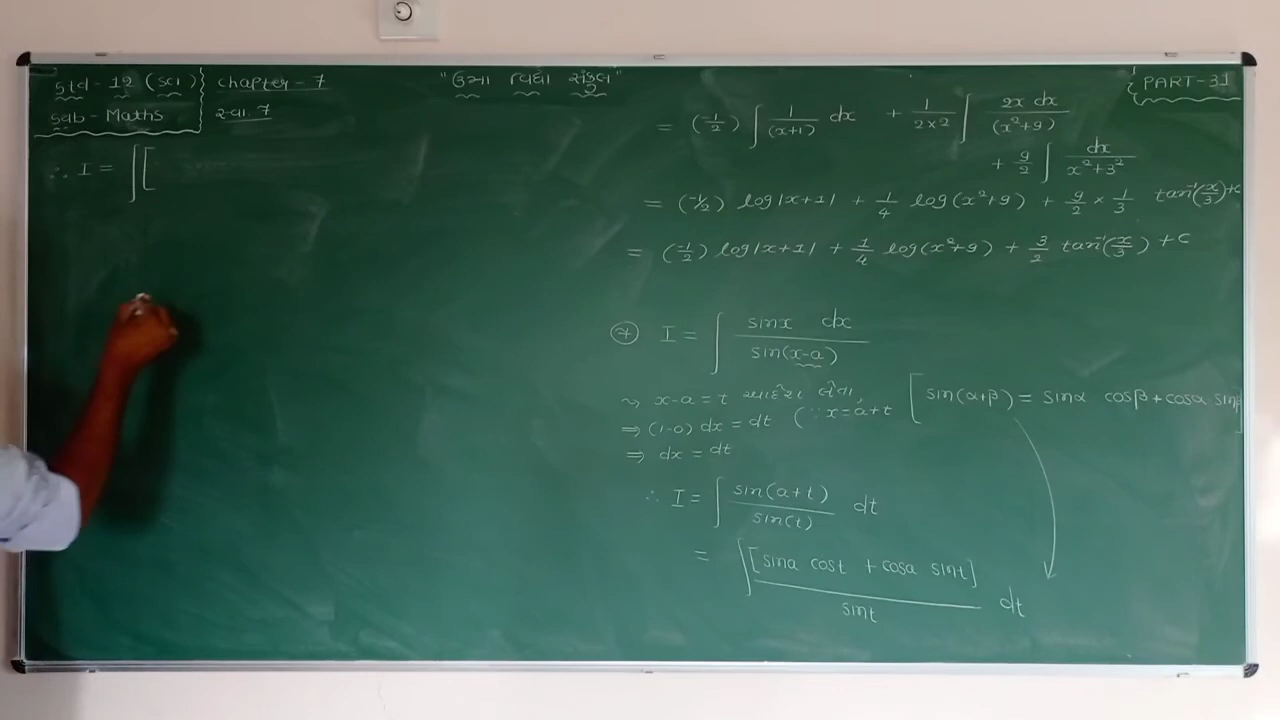 Std - 12 (Sci) Chapter - 7
Sub - Maths સ્વા. 7
"ઉમા વિદ્યા સંકુલ"
PART-31
∴ I = ∫[
= (-1/2) ∫ 1/(x+1) dx + 1/(2×2) ∫ 2x dx/(x²+9)
+ 9/2 ∫ dx/(x²+3²)
= (-1/2) log|x+1| + 1/4 log(x²+9) + 9/2 × 1/3 tan⁻¹(x/3)+c
= (-1/2) log|x+1| + 1/4 log(x²+9) + 3/2 tan⁻¹(x/3) + c
(7) I = ∫ sinx dx / sin(x-a)
x-a = t આદેશ લેતા,
⇒ (1-0) dx = dt (∵ x = a+t
⇒ dx = dt
[sin(α+β) = sinα cosβ + cosα sinβ]
∴ I = ∫ sin(a+t)/sin(t) dt
= ∫ [sina cost + cosa sint]/sint dt